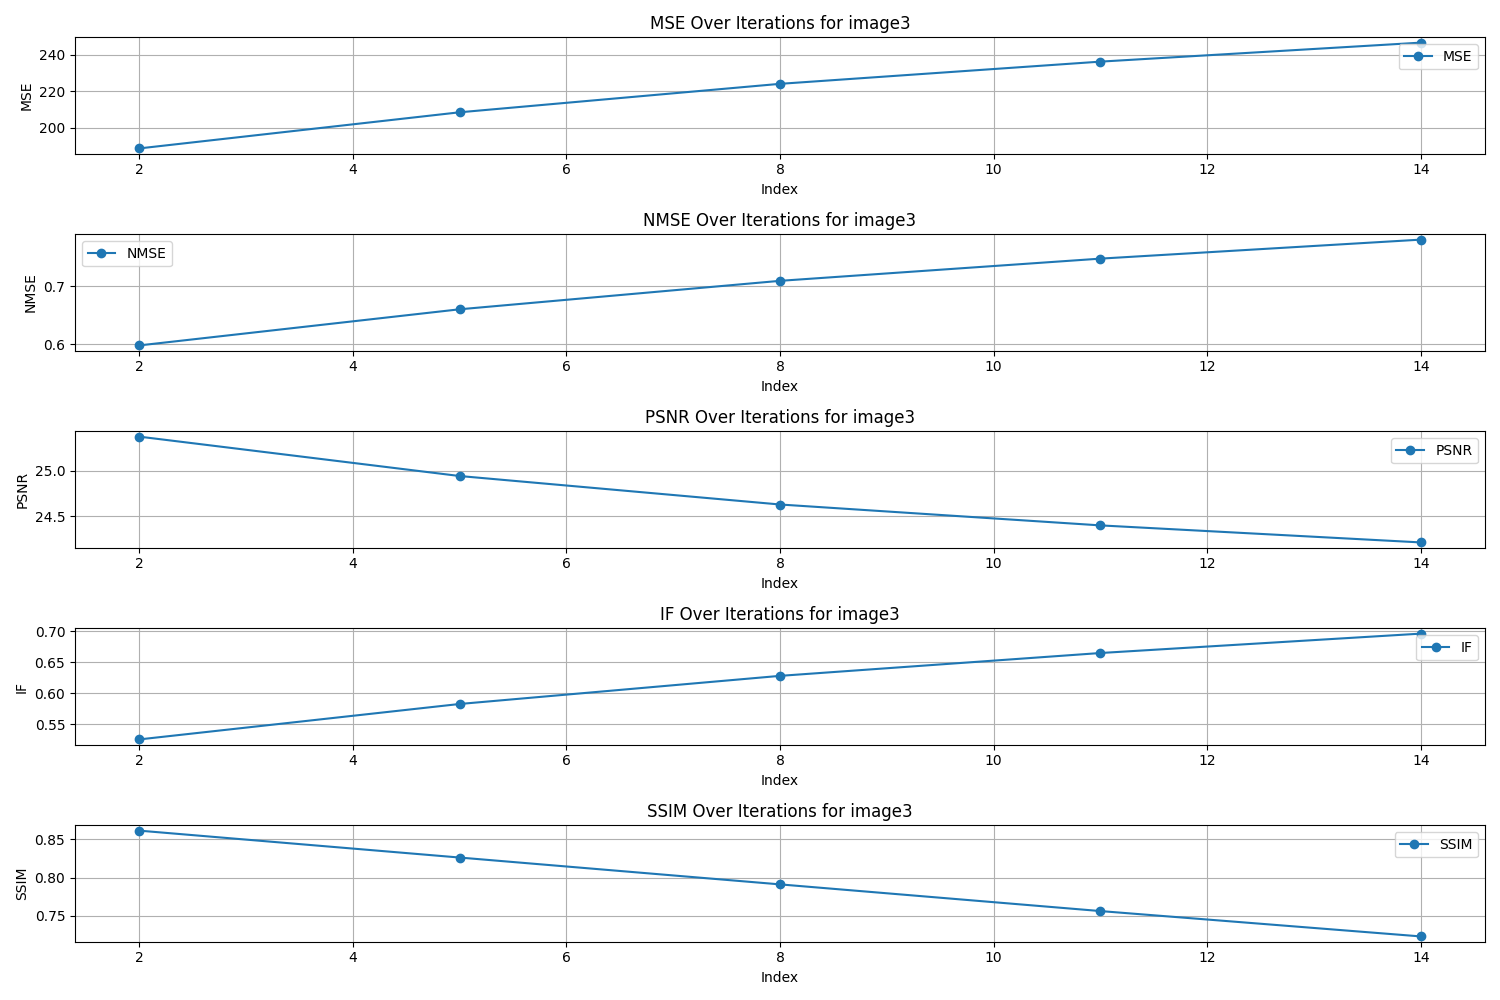 MSE Over Iterations for image3
240
220
200
MSE
MSE
2 4 6 8 10 12 14
Index
NMSE Over Iterations for image3
NMSE
0.7
0.6
NMSE
2 4 6 8 10 12 14
Index
PSNR Over Iterations for image3
25.0
24.5
PSNR
PSNR
2 4 6 8 10 12 14
Index
IF Over Iterations for image3
0.70
0.65
0.60
0.55
IF
IF
2 4 6 8 10 12 14
Index
SSIM Over Iterations for image3
0.85
0.80
0.75
SSIM
SSIM
2 4 6 8 10 12 14
Index